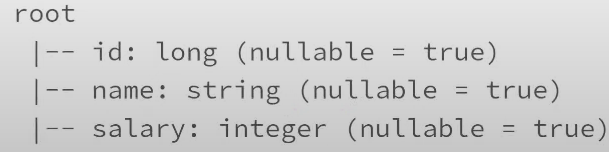 root
 |-- id: long (nullable = true)
 |-- name: string (nullable = true)
 |-- salary: integer (nullable = true)